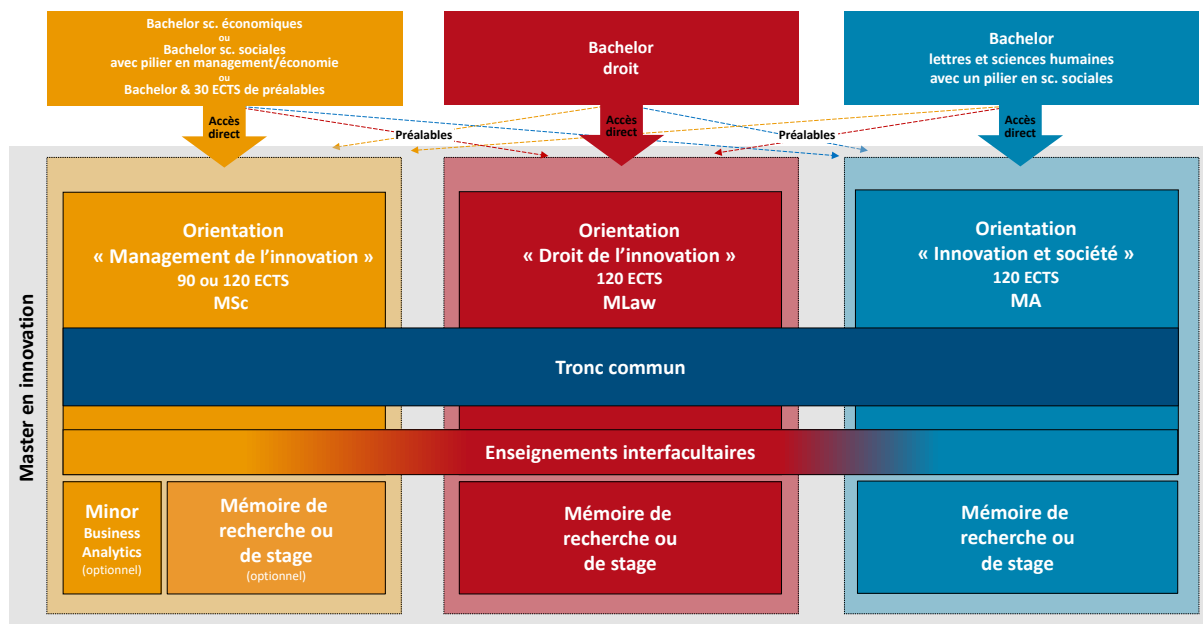 Bachelor sc. économiques
ou
Bachelor sc. sociales
avec pilier en management/économie
ou
Bachelor & 30 ECTS de préalables
Bachelor
droit
Bachelor
lettres et sciences humaines
avec un pilier en sc. sociales
Accès
direct
Préalables
Accès
direct
Préalables
Accès
direct
Master en innovation
Orientation
« Management de l’innovation »
90 ou 120 ECTS
MSc
Orientation
« Droit de l’innovation »
120 ECTS
MLaw
Orientation
« Innovation et société »
120 ECTS
MA
Tronc commun
Enseignements interfacultaires
Minor
Business
Analytics
(optionnel)
Mémoire de
recherche ou
de stage
(optionnel)
Mémoire de
recherche ou
de stage
Mémoire de
recherche ou
de stage